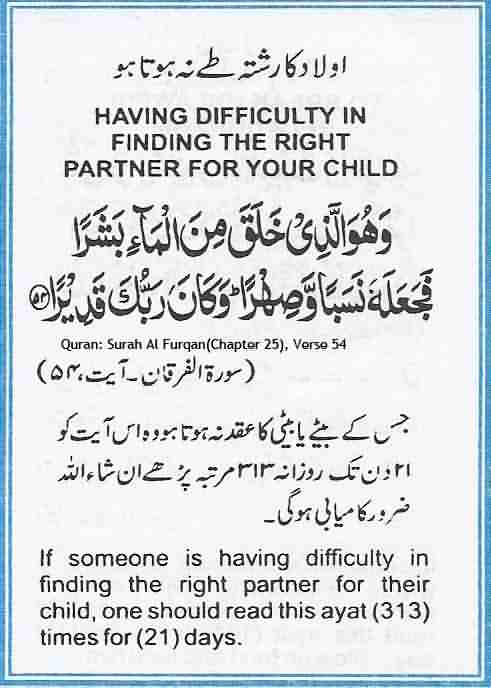 اولاد کا رشتہ طے نہ ہوتا ہو
HAVING DIFFICULTY IN
FINDING THE RIGHT
PARTNER FOR YOUR CHILD
وَهُوَ الَّذِیْ خَلَقَ مِنَ الْمَآءِ بَشَرًا
فَجَعَلَهٗ نَسَبًا وَّصِهْرًا ؕ وَكَانَ رَبُّكَ قَدِیْرًا ﴿۵۴﴾
Quran: Surah Al Furqan(Chapter 25), Verse 54
(سورۃ الفرقان ۔ آیت، ۵۴)
جس کے بیٹے یا بیٹی کا عقد نہ ہوتا ہو وہ اس آیت کو
۲۱ دن تک روزانہ ۳۱۳ مرتبہ پڑھے ان شاء اللہ
ضرور کامیابی ہوگی۔
If someone is having difficulty in
finding the right partner for their
child, one should read this ayat (313)
times for (21) days.